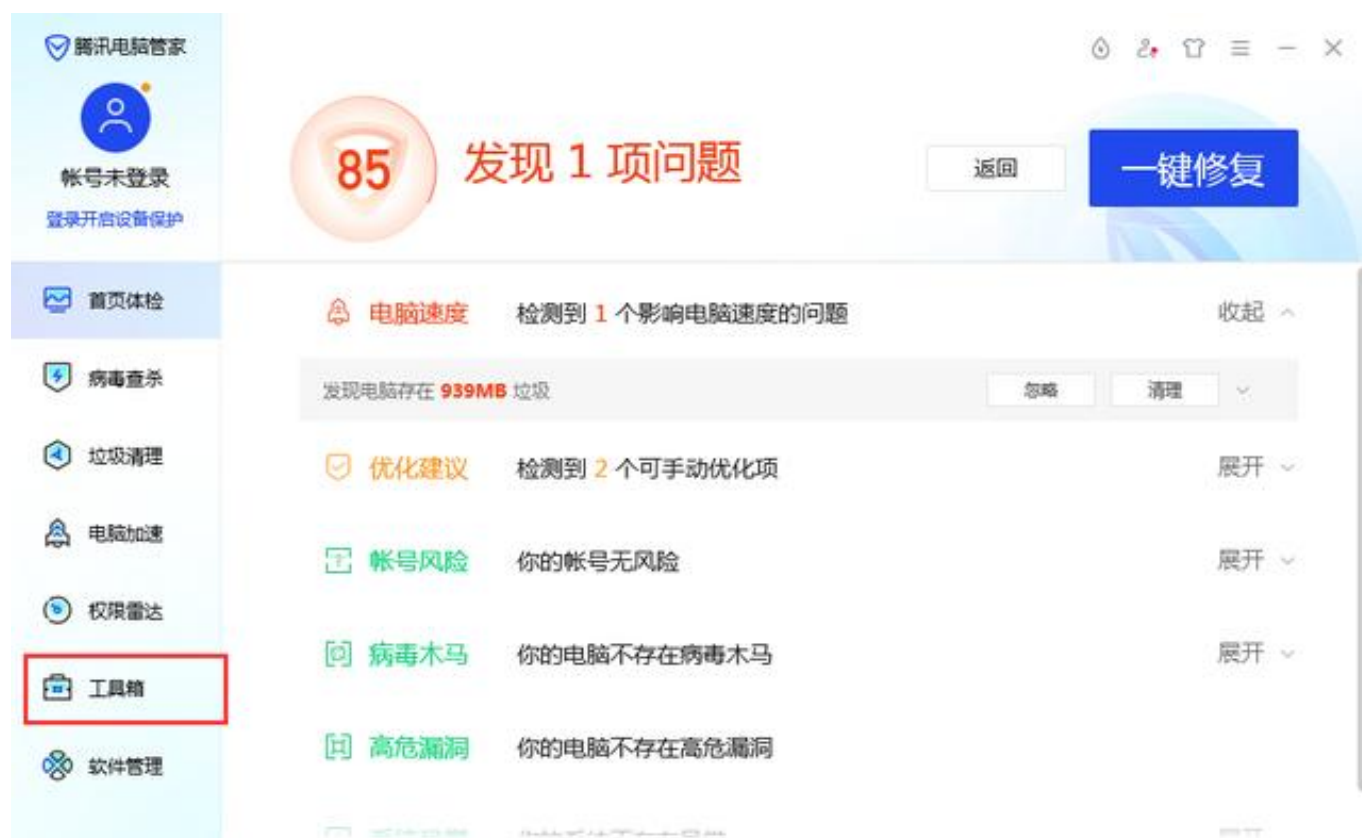 腾讯电脑管家
帐号未登录
登录开启设备保护
85
发现 1 项问题
返回
一键修复
首页体检
病毒查杀
垃圾清理
电脑加速
权限雷达
工具箱
软件管理
电脑速度 检测到 1 个影响电脑速度的问题 收起
发现电脑存在 939MB 垃圾 忽略 清理
优化建议 检测到 2 个可手动优化项 展开
帐号风险 你的帐号无风险 展开
病毒木马 你的电脑不存在病毒木马 展开
高危漏洞 你的电脑不存在高危漏洞